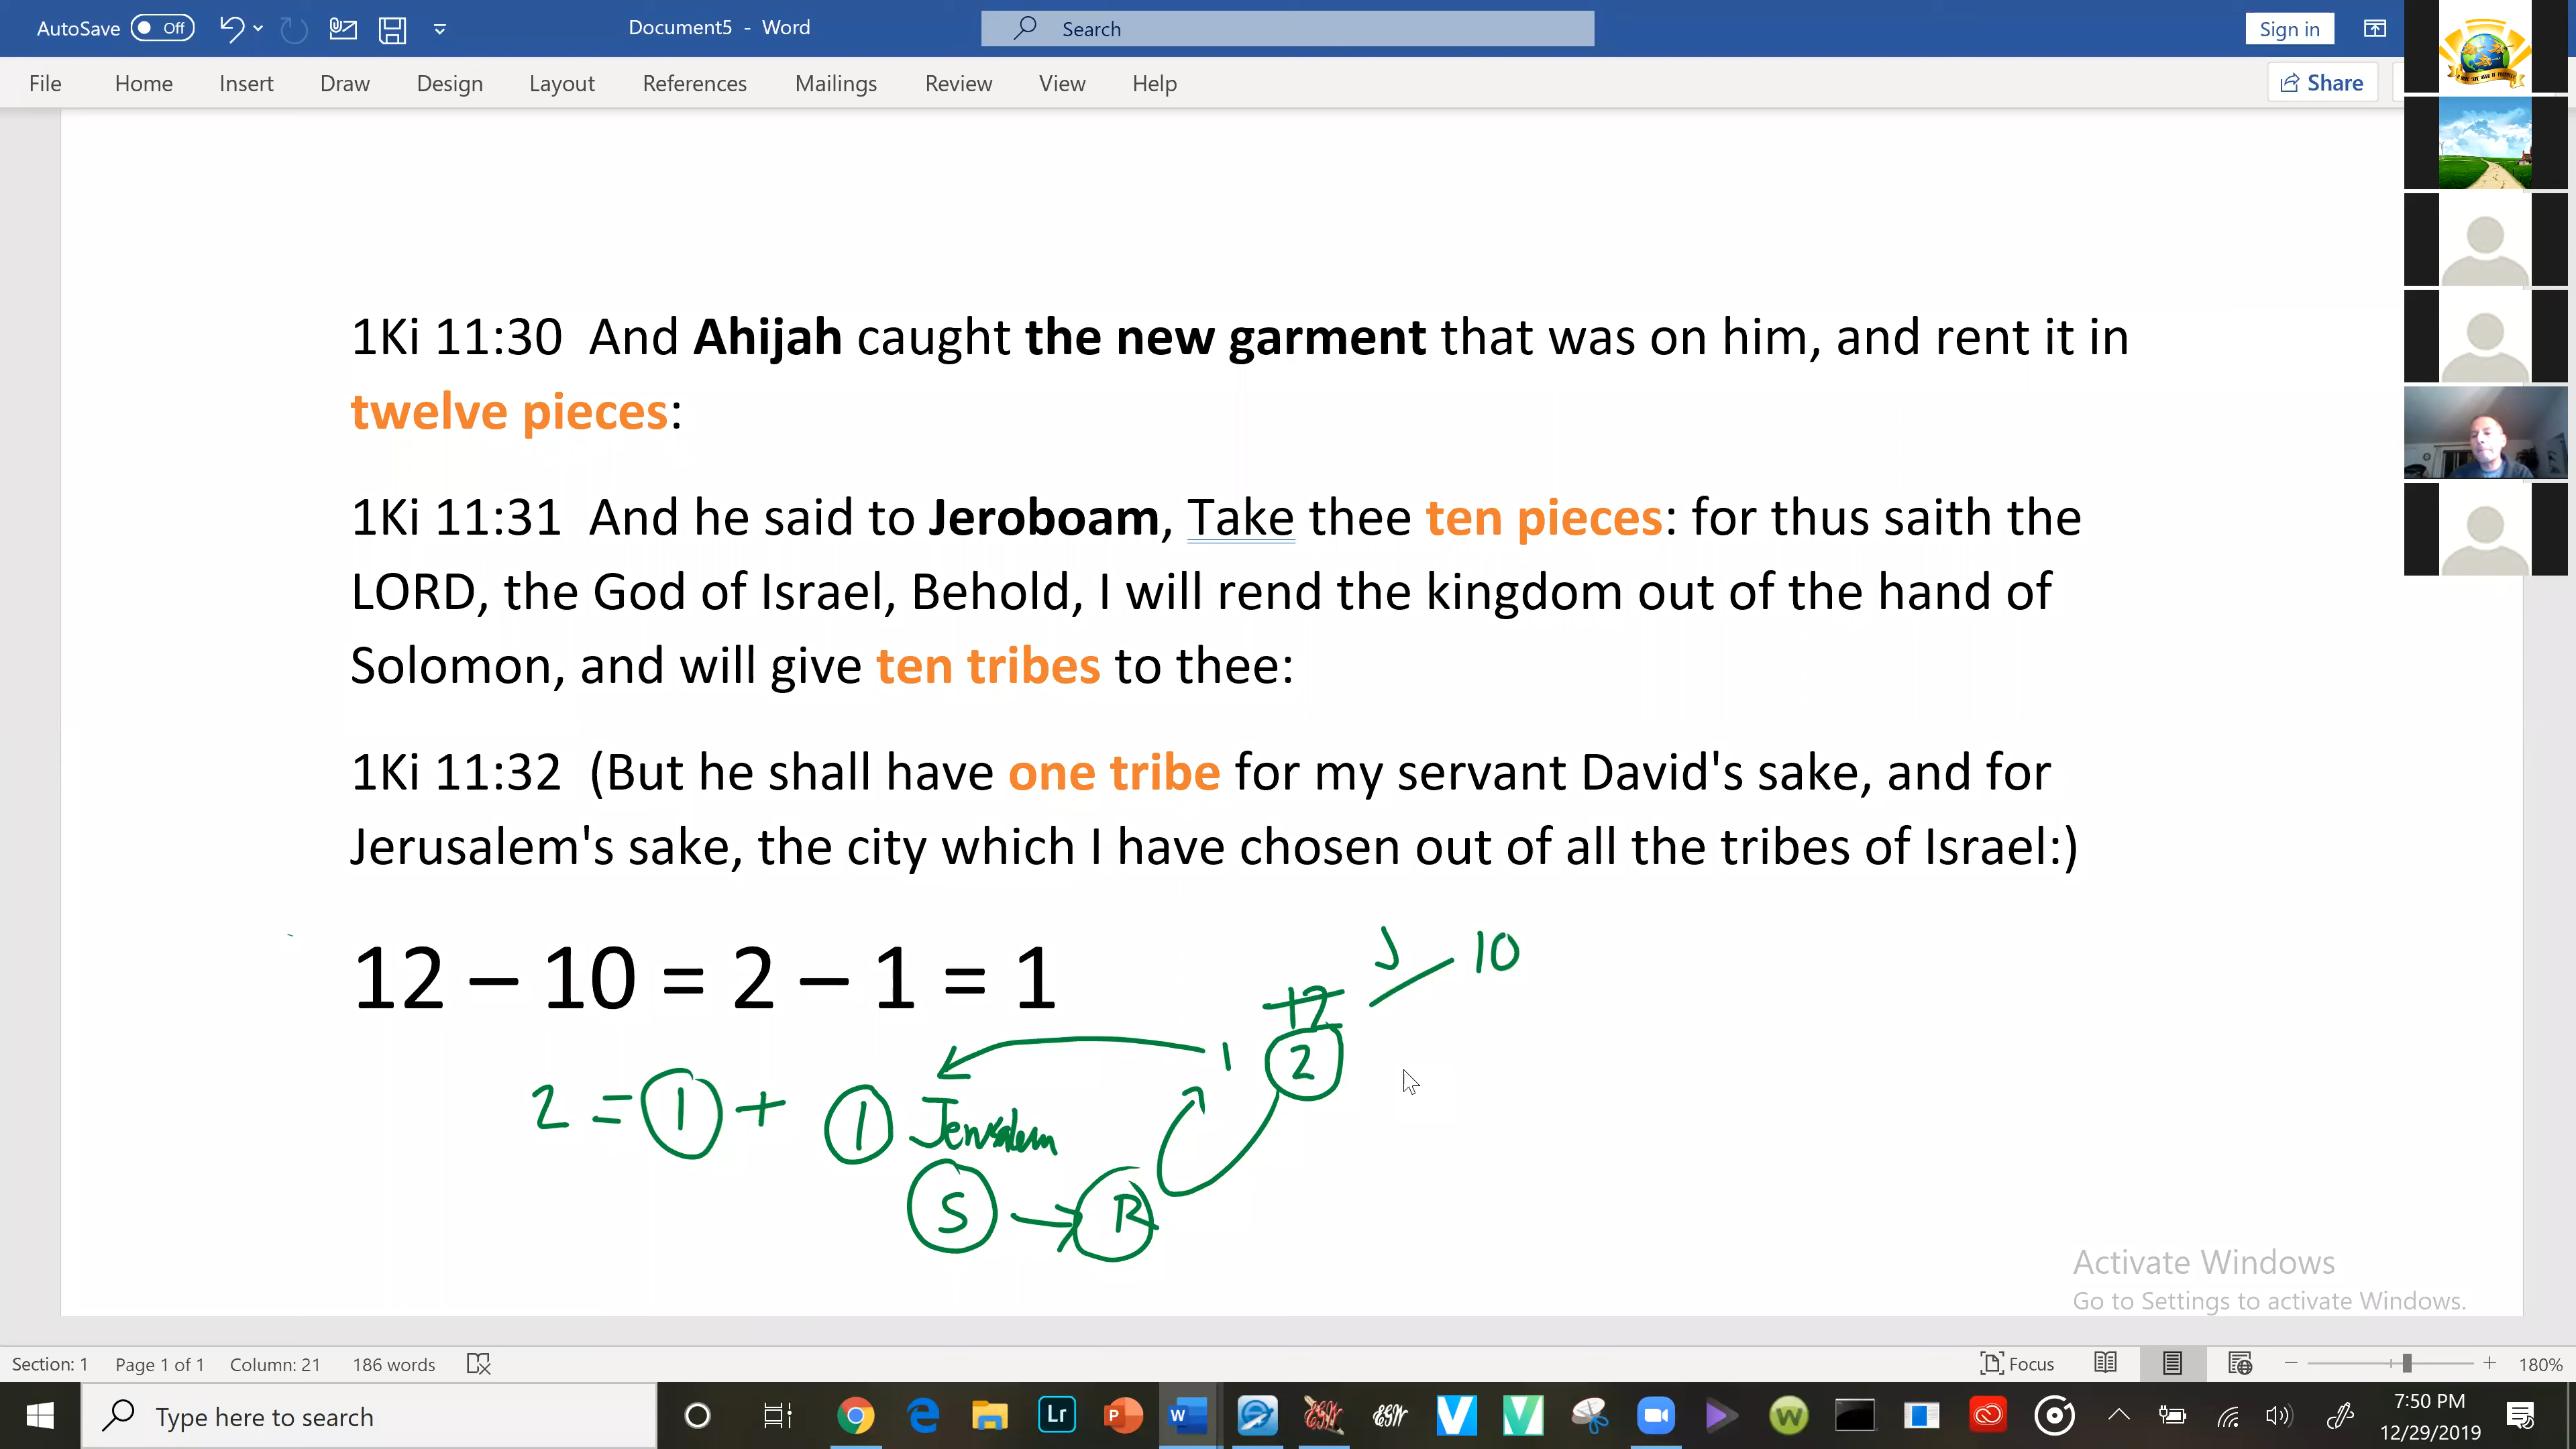 AutoSave Off Document5 - Word Search Sign in
File Home Insert Draw Design Layout References Mailings Review View Help Share
1Ki 11:30 And Ahijah caught the new garment that was on him, and rent it in
twelve pieces:
1Ki 11:31 And he said to Jeroboam, Take thee ten pieces: for thus saith the
LORD, the God of Israel, Behold, I will rend the kingdom out of the hand of
Solomon, and will give ten tribes to thee:
1Ki 11:32 (But he shall have one tribe for my servant David's sake, and for
Jerusalem's sake, the city which I have chosen out of all the tribes of Israel:)
J 10
12 – 10 = 2 – 1 = 1
12
1 2
2 = 1 + 1 Jerusalem
S → R
Activate Windows
Go to Settings to activate Windows.
Section: 1 Page 1 of 1 Column: 21 186 words Focus 180%
Type here to search Lr P W EGW EGW V V W 7:50 PM
12/29/2019